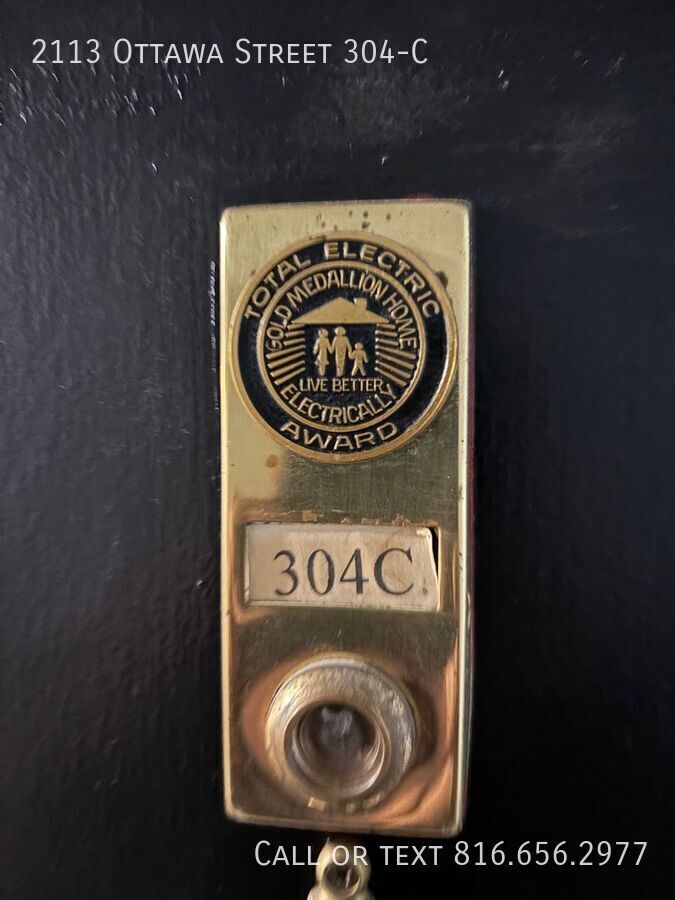 2113 Ottawa Street 304-C
TOTAL ELECTRIC
GOLD MEDALLION HOME
LIVE BETTER
ELECTRICALLY
AWARD
304C
Call or text 816.656.2977